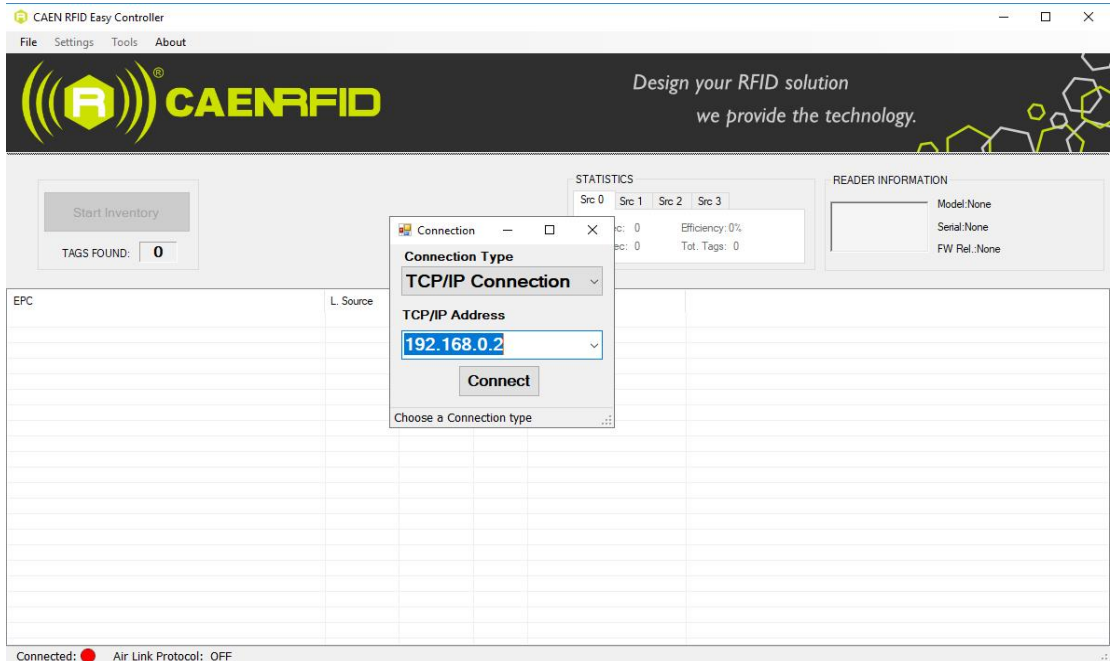 CAEN RFID Easy Controller
File Settings Tools About
((( R ))) ® CAENRFID
Design your RFID solution
we provide the technology.
Start Inventory
TAGS FOUND: 0
STATISTICS
Src 0 Src 1 Src 2 Src 3
Efficiency: 0%
0
Tot. Tags: 0
0
READER INFORMATION
Model:None
Serial:None
FW Rel.:None
Connection
Connection Type
TCP/IP Connection
TCP/IP Address
192.168.0.2
Connect
Choose a Connection type
EPC L. Source
Connected: Air Link Protocol: OFF